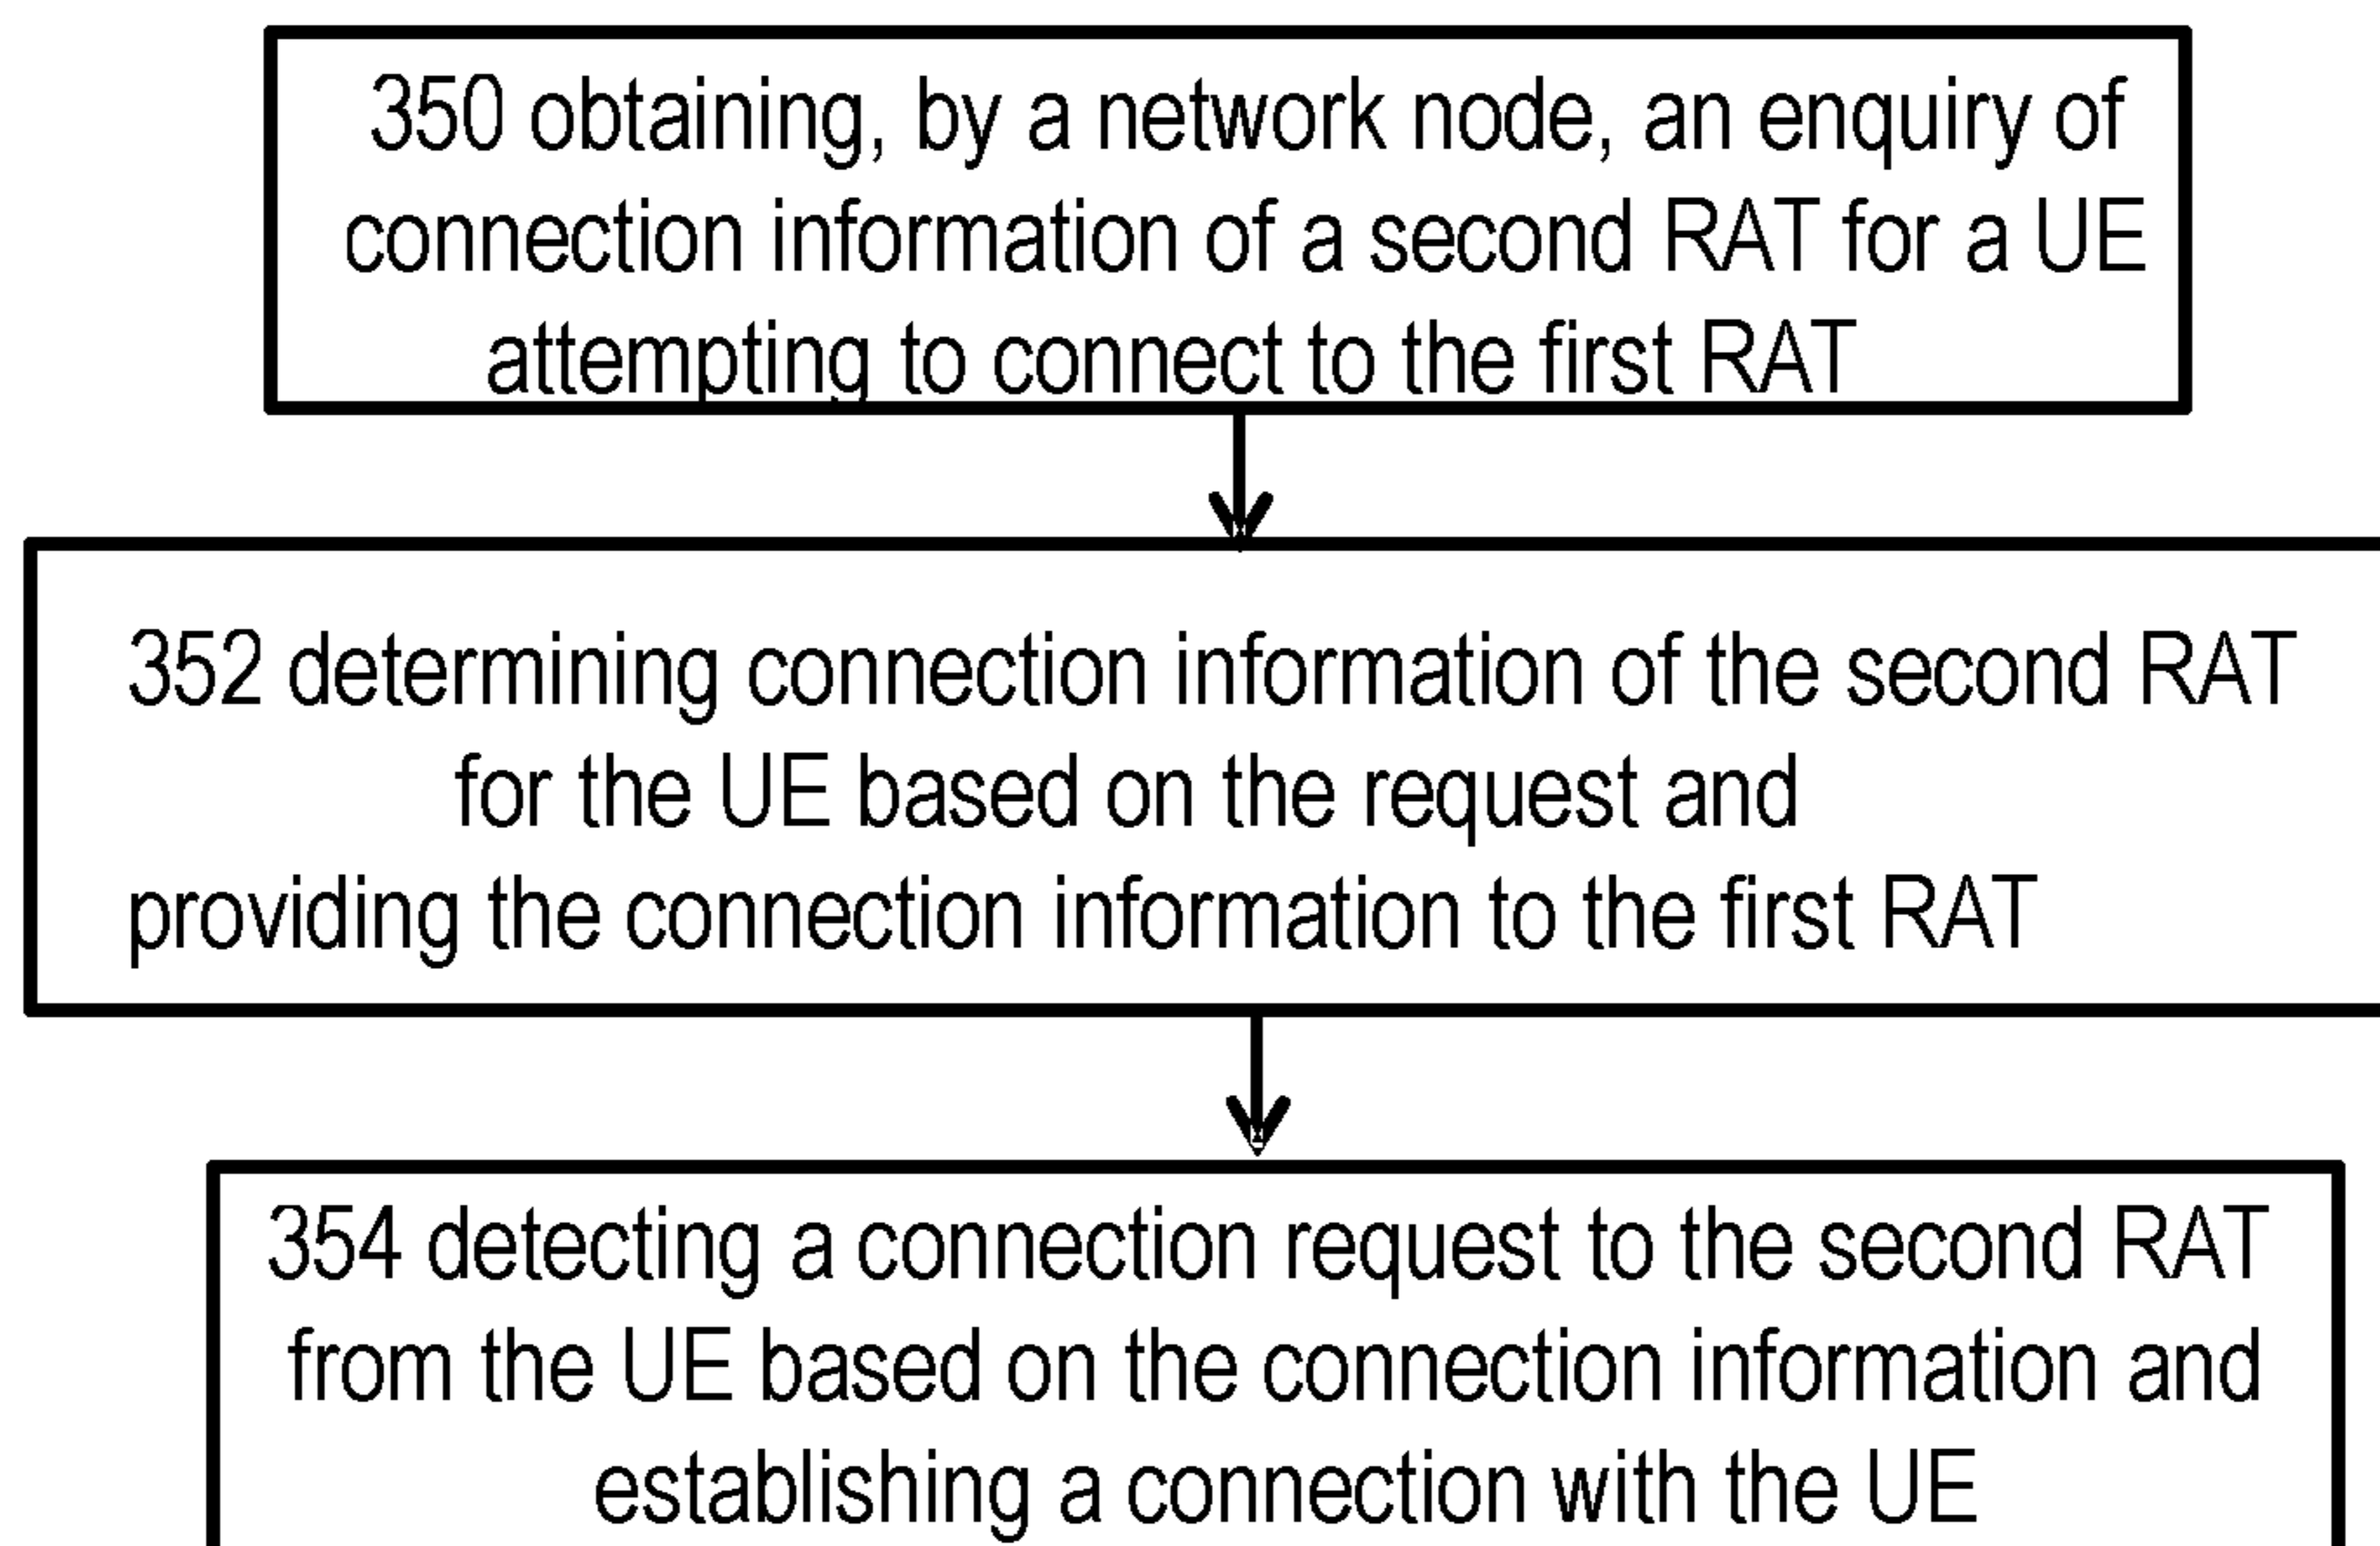 350 obtaining, by a network node, an enquiry of
connection information of a second RAT for a UE
attempting to connect to the first RAT
352 determining connection information of the second RAT
for the UE based on the request and
providing the connection information to the first RAT
354 detecting a connection request to the second RAT
from the UE based on the connection information and
establishing a connection with the UE